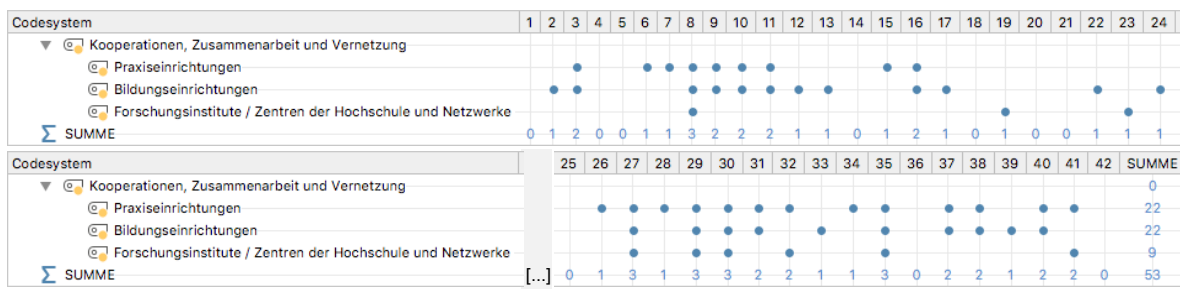 Codesystem 1 2 3 4 5 6 7 8 9 10 11 12 13 14 15 16 17 18 19 20 21 22 23 24
Kooperationen, Zusammenarbeit und Vernetzung
Praxiseinrichtungen
Bildungseinrichtungen
Forschungsinstitute / Zentren der Hochschule und Netzwerke
Σ SUMME 0 1 2 0 0 1 1 3 2 2 2 1 1 0 1 2 1 0 1 0 0 1 1 1
Codesystem 25 26 27 28 29 30 31 32 33 34 35 36 37 38 39 40 41 42 SUMME
Kooperationen, Zusammenarbeit und Vernetzung 0
Praxiseinrichtungen 22
Bildungseinrichtungen 22
Forschungsinstitute / Zentren der Hochschule und Netzwerke 9
Σ SUMME [...] 0 1 3 1 3 3 2 2 1 1 3 0 2 2 1 2 2 0 53